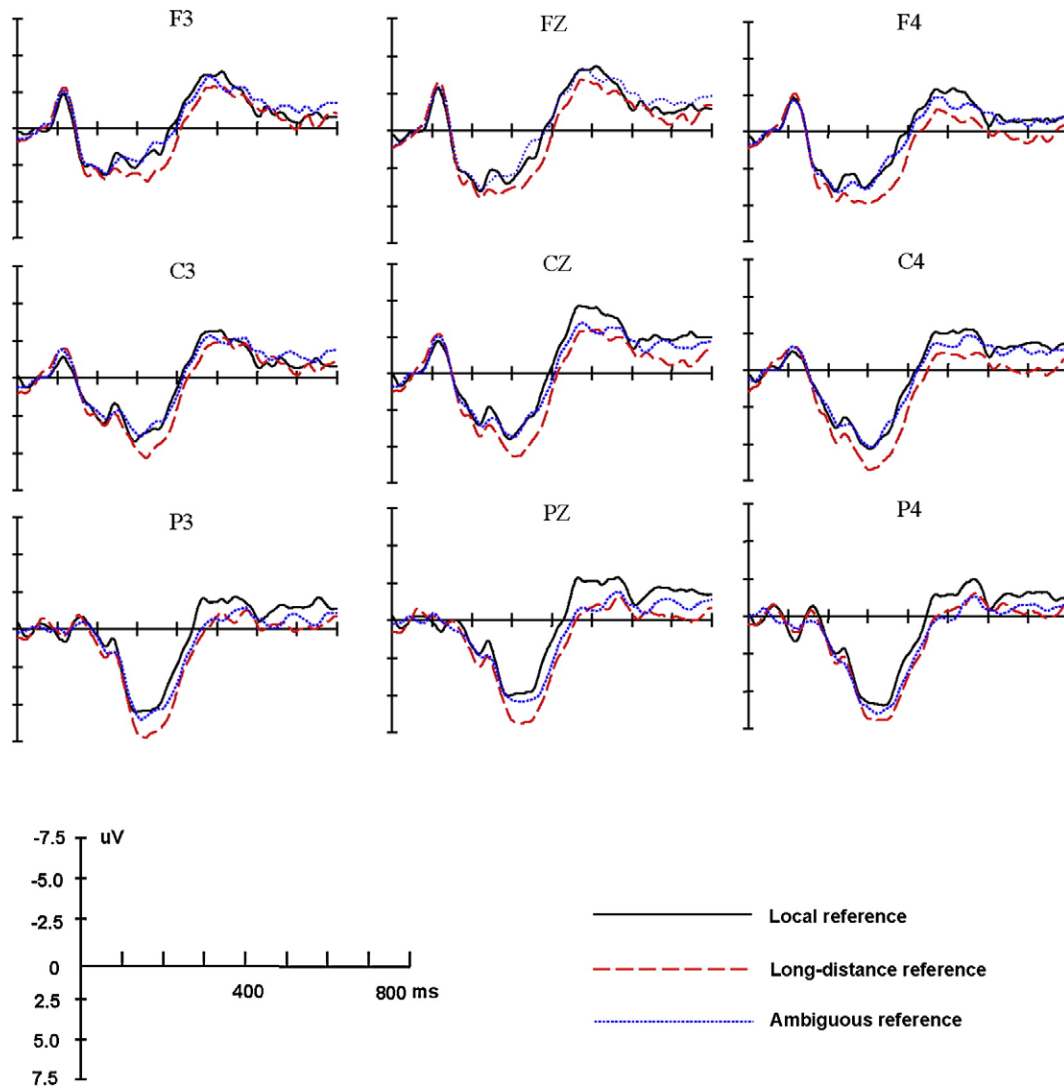 F3 FZ F4
C3 CZ C4
P3 PZ P4
-7.5 uV
-5.0
-2.5
0
2.5
5.0
7.5
400 800 ms
Local reference
Long-distance reference
Ambiguous reference